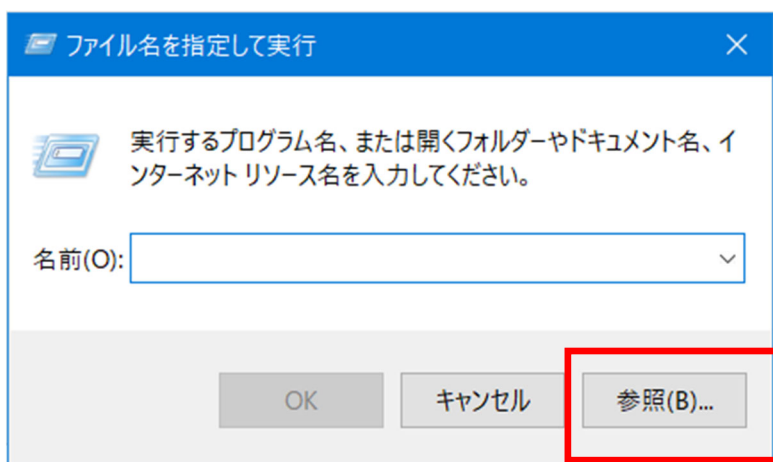 ファイル名を指定して実行
実行するプログラム名、または開くフォルダーやドキュメント名、イ
ンターネット リソース名を入力してください。
名前(O):
OK
キャンセル
参照(B)...